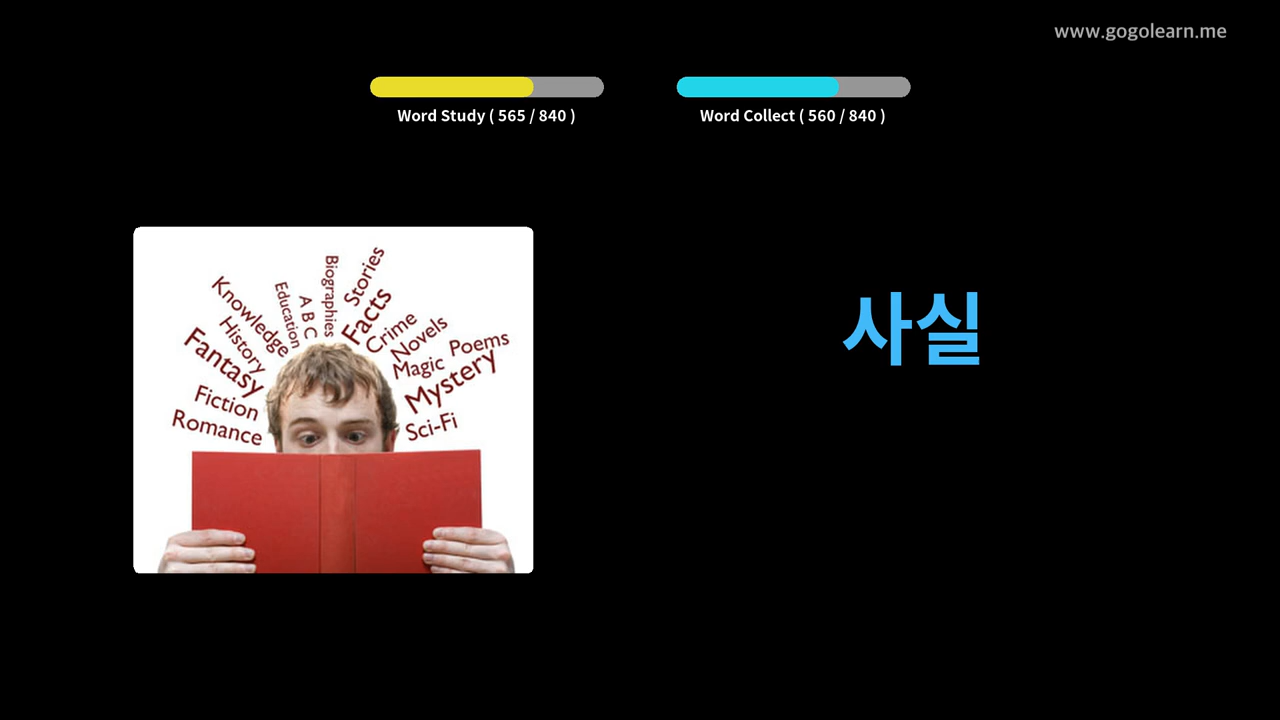 www.gogolearn.me
Word Study ( 565 / 840 )
Word Collect ( 560 / 840 )
Stories
Biographies
Facts
A B C
Education
Knowledge
Crime
Novels
History
Poems
Fantasy
Magic
Mystery
Fiction
Romance
Sci-Fi
사실